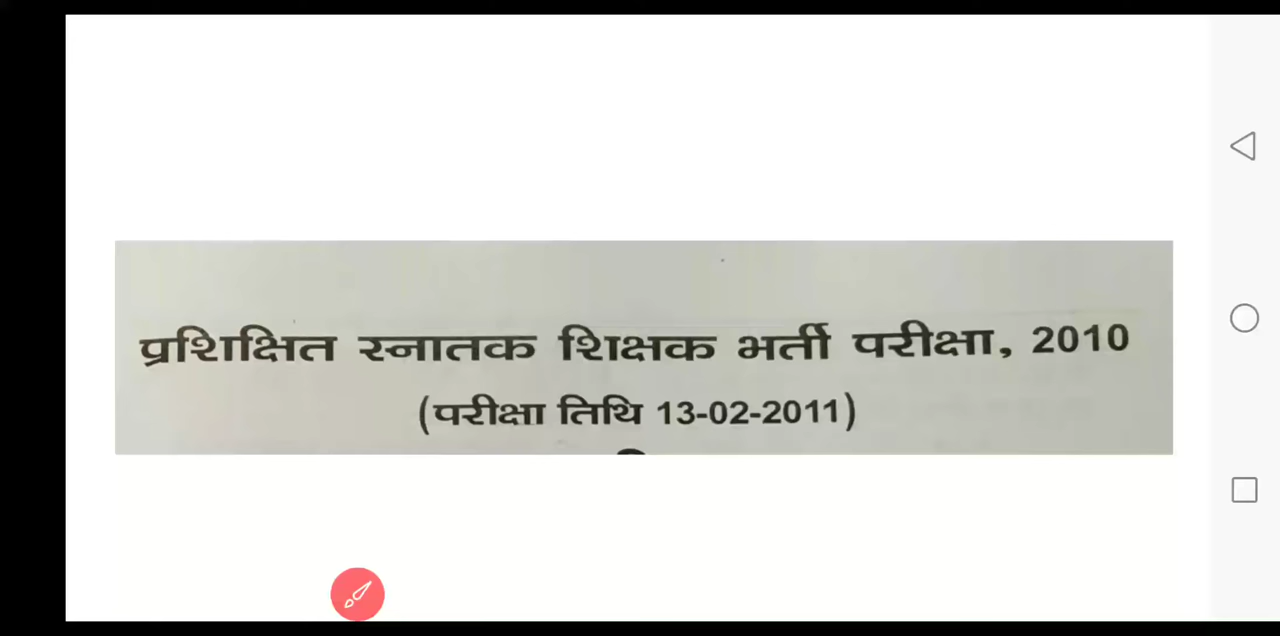 प्रशिक्षित स्नातक शिक्षक भर्ती परीक्षा, 2010
(परीक्षा तिथि 13-02-2011)